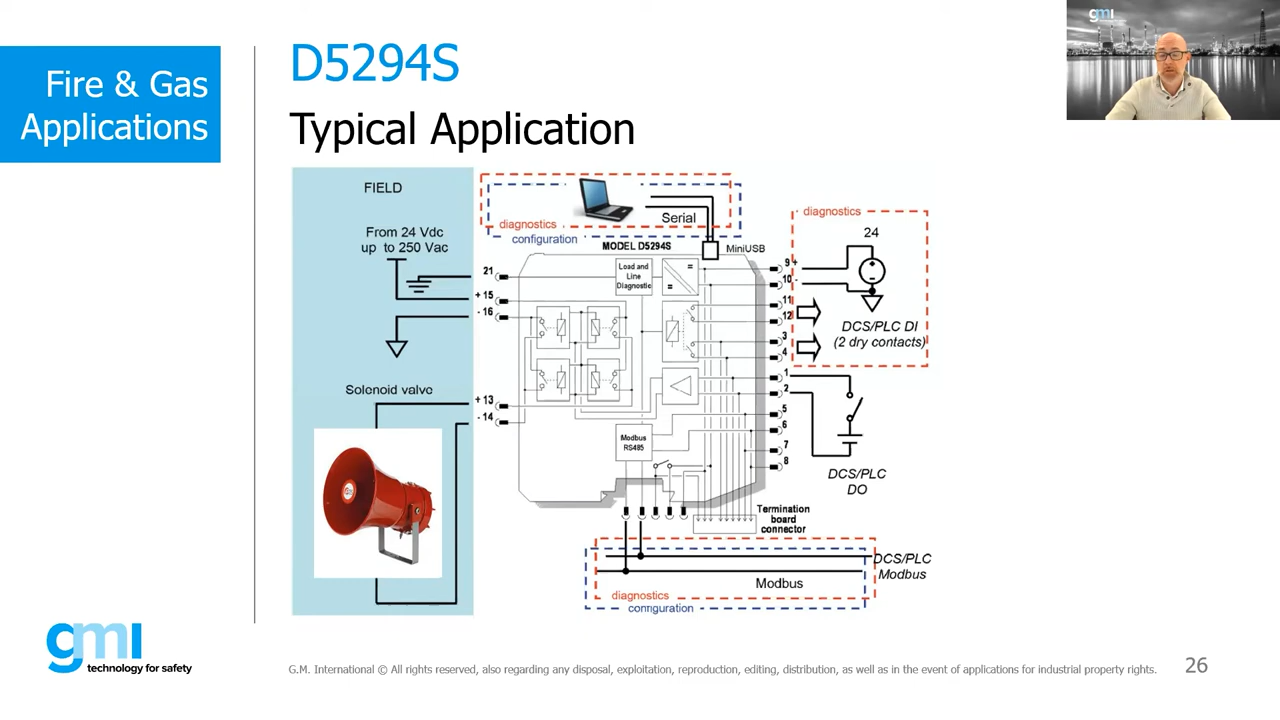 Fire & Gas
Applications
D5294S
Typical Application
gmi
FIELD
From 24 Vdc
up to 250 Vac
Solenoid valve
diagnostics
configuration
Serial
MODEL D5294S
MiniUSB
21
+ 15
- 16
+ 13
- 14
Load and
Line
Diagnostic
=
=
Modbus
RS485
9 +
10 -
11
12
3
4
1
2
5
6
7
8
diagnostics
24
DCS/PLC DI
(2 dry contacts)
DCS/PLC
DO
Termination
board
connector
DCS/PLC
Modbus
Modbus
diagnostics
configuration
gmi
technology for safety
G.M. International © All rights reserved, also regarding any disposal, exploitation, reproduction, editing, distribution, as well as in the event of applications for industrial property rights.
26